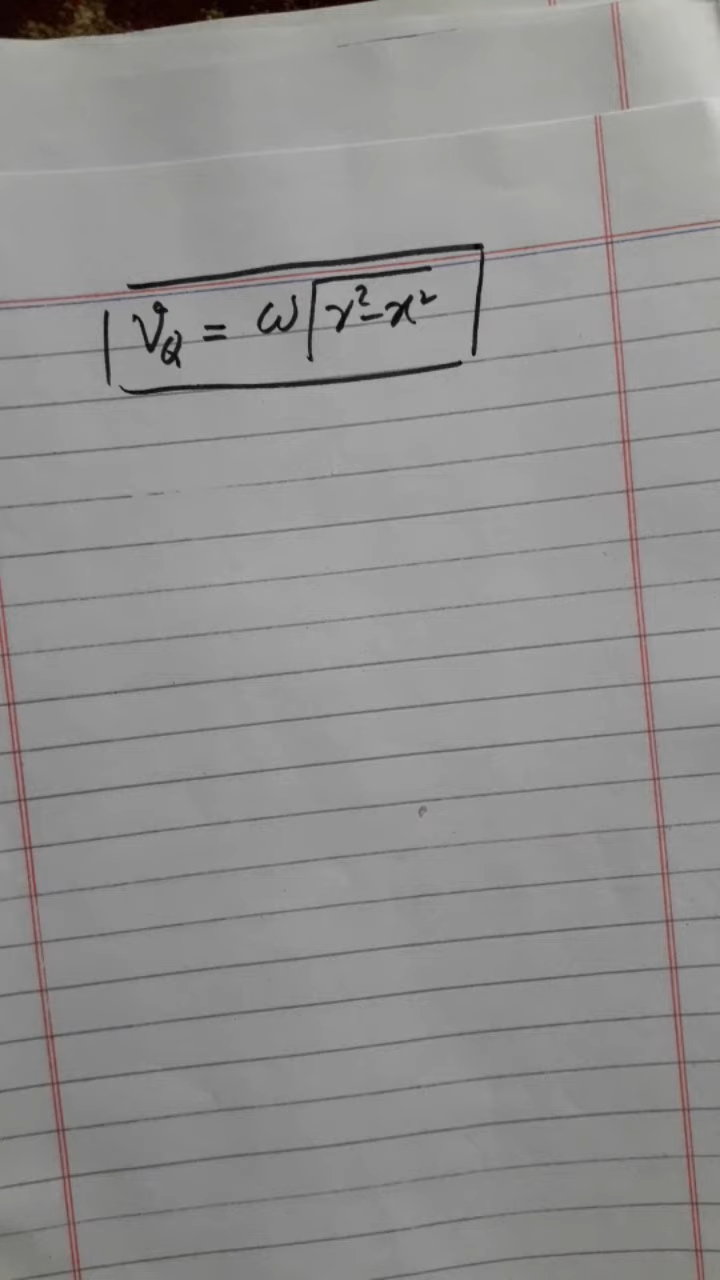 V_Q = ω√(r²-x²)